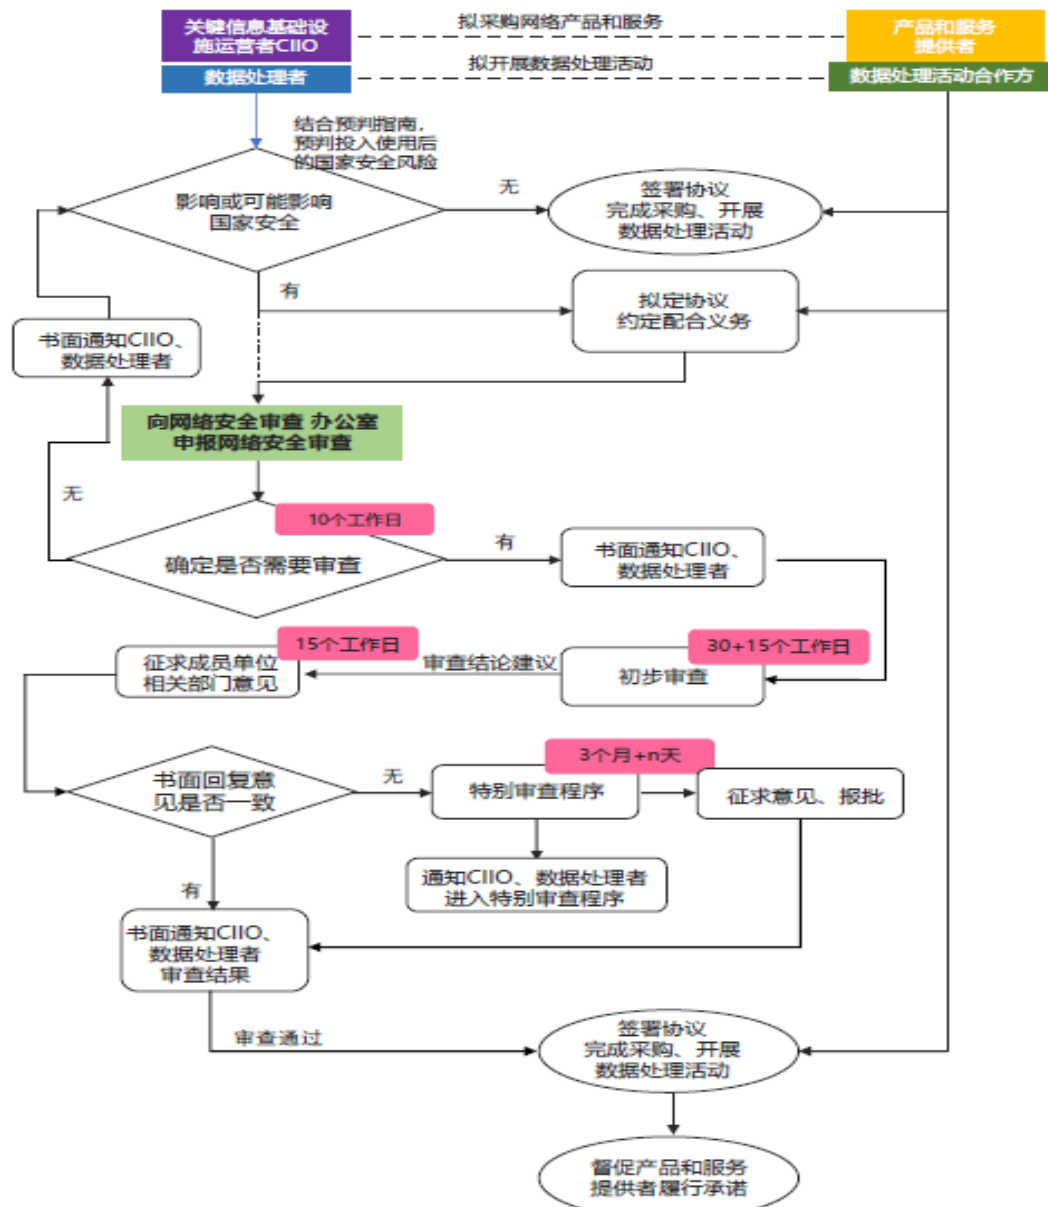 关键信息基础设
施运营者CIIO
拟采购网络产品和服务
产品和服务
提供者
数据处理者
拟开展数据处理活动
数据处理活动合作方
结合预判指南，
预判投入使用后
的国家安全风险
影响或可能影响
国家安全
无
签署协议
完成采购、开展
数据处理活动
有
拟定协议
约定配合义务
书面通知CIIO、
数据处理者
向网络安全审查 办公室
申报网络安全审查
无
10个工作日
确定是否需要审查
有
书面通知CIIO、
数据处理者
15个工作日
征求成员单位
相关部门意见
审查结论建议
30+15个工作日
初步审查
书面回复意
见是否一致
无
3个月+n天
特别审查程序
征求意见、报批
通知CIIO、数据处理者
进入特别审查程序
有
书面通知CIIO、
数据处理者
审查结果
审查通过
签署协议
完成采购、开展
数据处理活动
督促产品和服务
提供者履行承诺